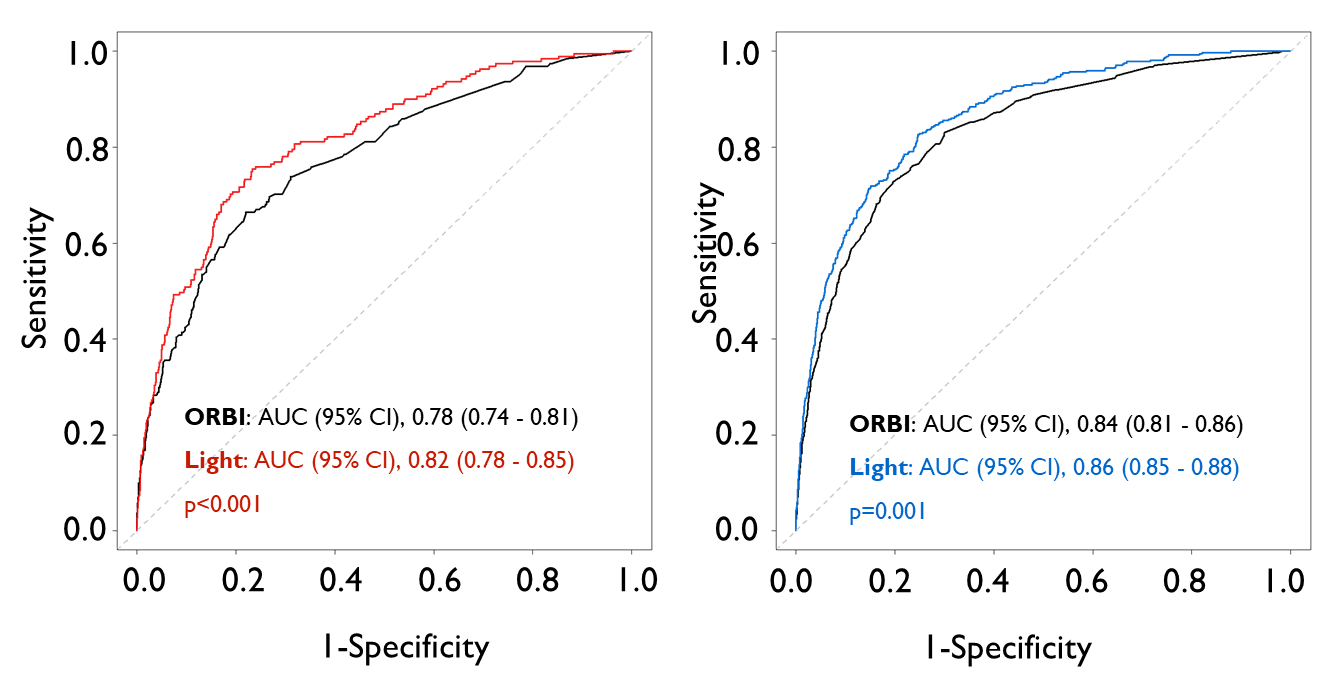 1.0
0.8
0.6
0.4
0.2
0.0
Sensitivity
ORBI: AUC (95% CI), 0.78 (0.74 - 0.81)
Light: AUC (95% CI), 0.82 (0.78 - 0.85)
p<0.001
0.0 0.2 0.4 0.6 0.8 1.0
1-Specificity
1.0
0.8
0.6
0.4
0.2
0.0
Sensitivity
ORBI: AUC (95% CI), 0.84 (0.81 - 0.86)
Light: AUC (95% CI), 0.86 (0.85 - 0.88)
p=0.001
0.0 0.2 0.4 0.6 0.8 1.0
1-Specificity